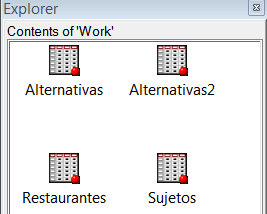 Explorer
Contents of 'Work'
Alternativas Alternativas2
Restaurantes Sujetos